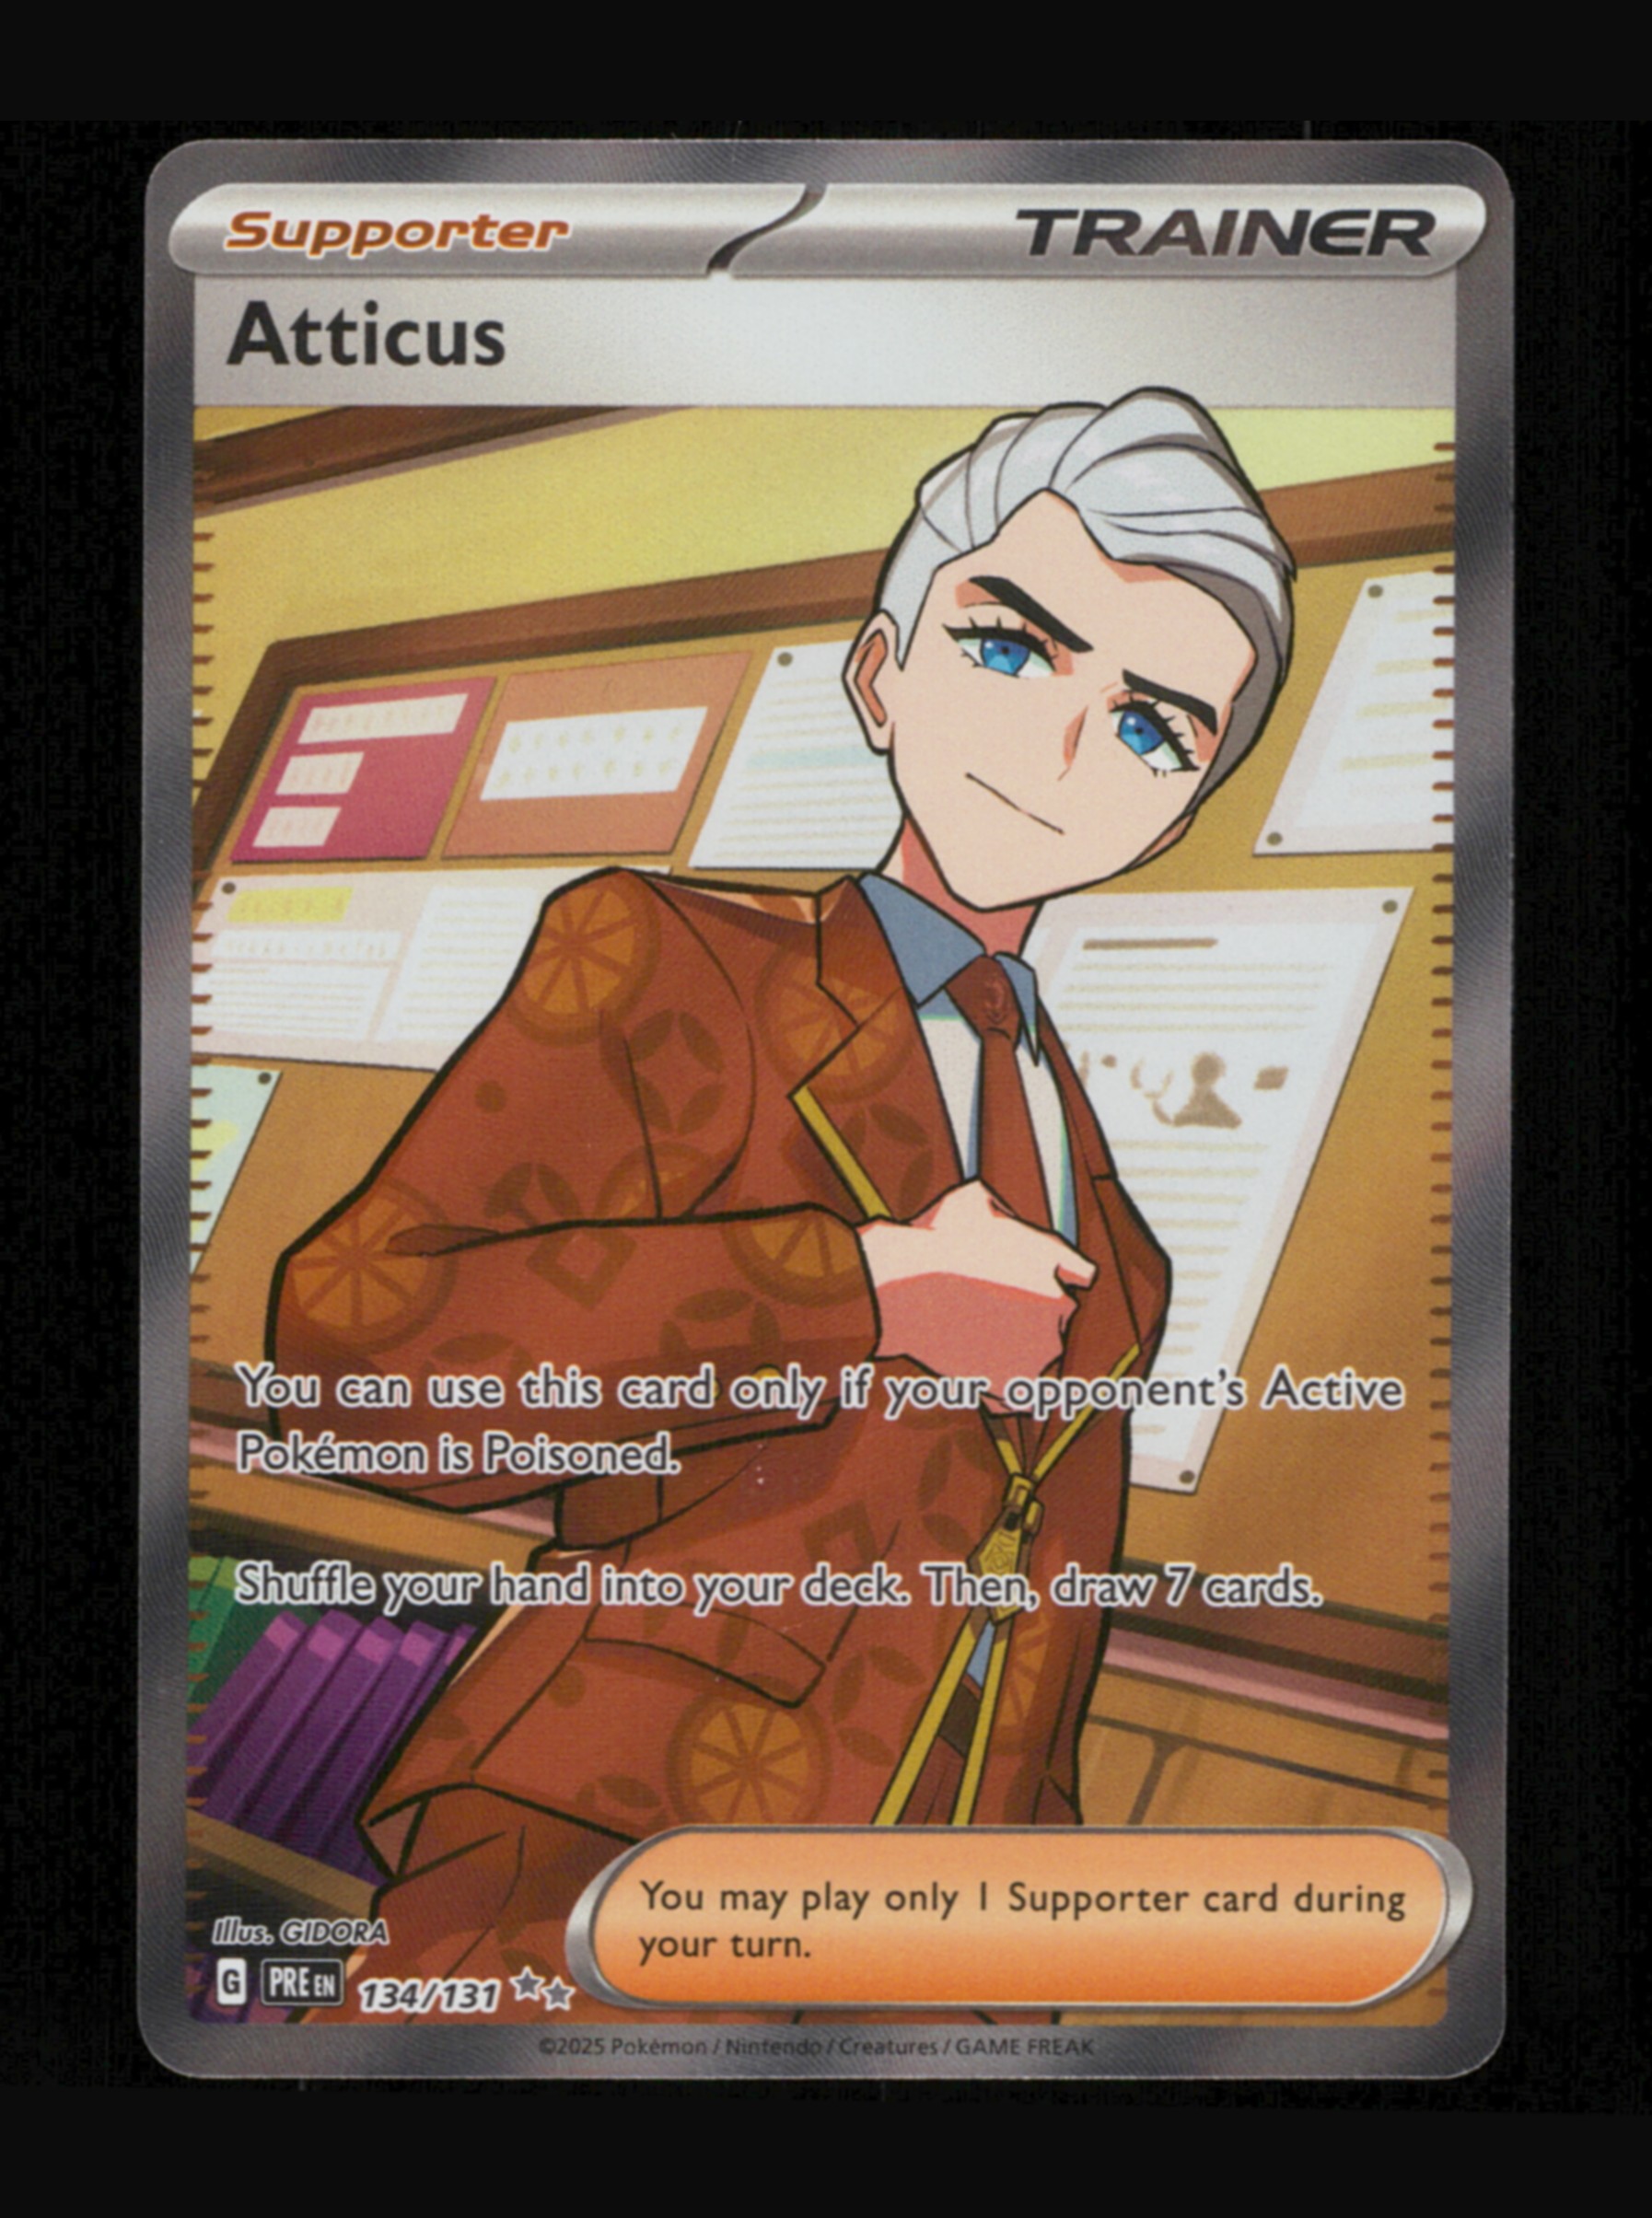 Supporter
TRAINER
Atticus
You can use this card only if your opponent's Active
Pokémon is Poisoned.
Shuffle your hand into your deck. Then, draw 7 cards.
You may play only 1 Supporter card during
your turn.
Illus. GIDORA
G PRE EN 134/131
©2025 Pokémon / Nintendo / Creatures / GAME FREAK